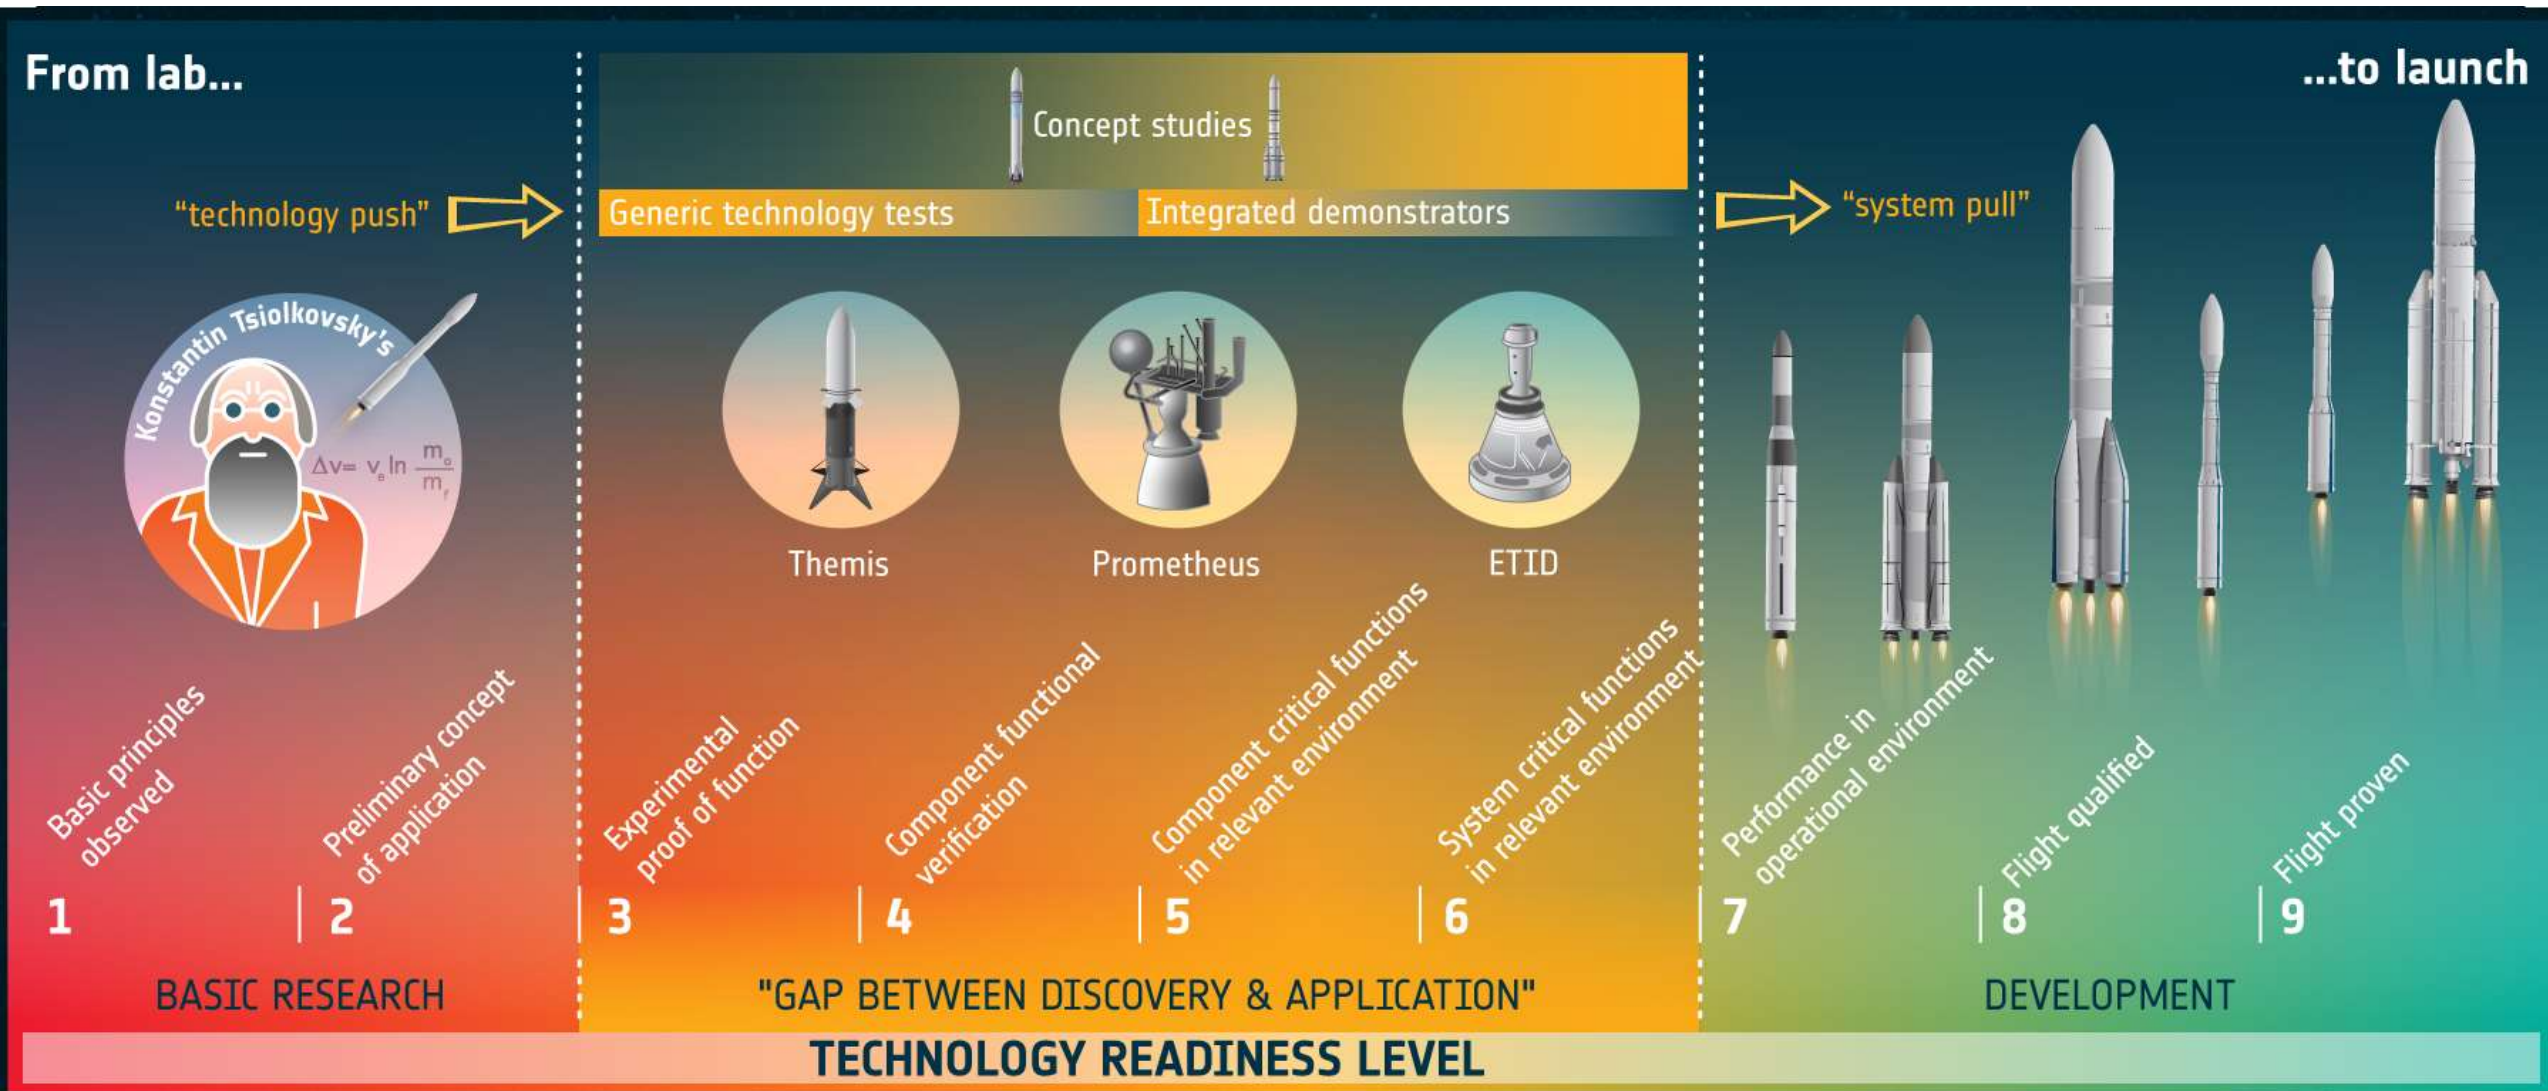 From lab...
...to launch
Concept studies
"technology push"
Generic technology tests
Integrated demonstrators
"system pull"
Konstantin Tsiolkovsky's
Δv= vₑ ln m₀/m_f
Themis
Prometheus
ETID
Basic principles
observed
Preliminary concept
of application
Experimental
proof of function
Component functional
verification
Component critical functions
in relevant environment
System critical functions
in relevant environment
Performance in
operational environment
Flight qualified
Flight proven
1
2
3
4
5
6
7
8
9
BASIC RESEARCH
"GAP BETWEEN DISCOVERY & APPLICATION"
DEVELOPMENT
TECHNOLOGY READINESS LEVEL